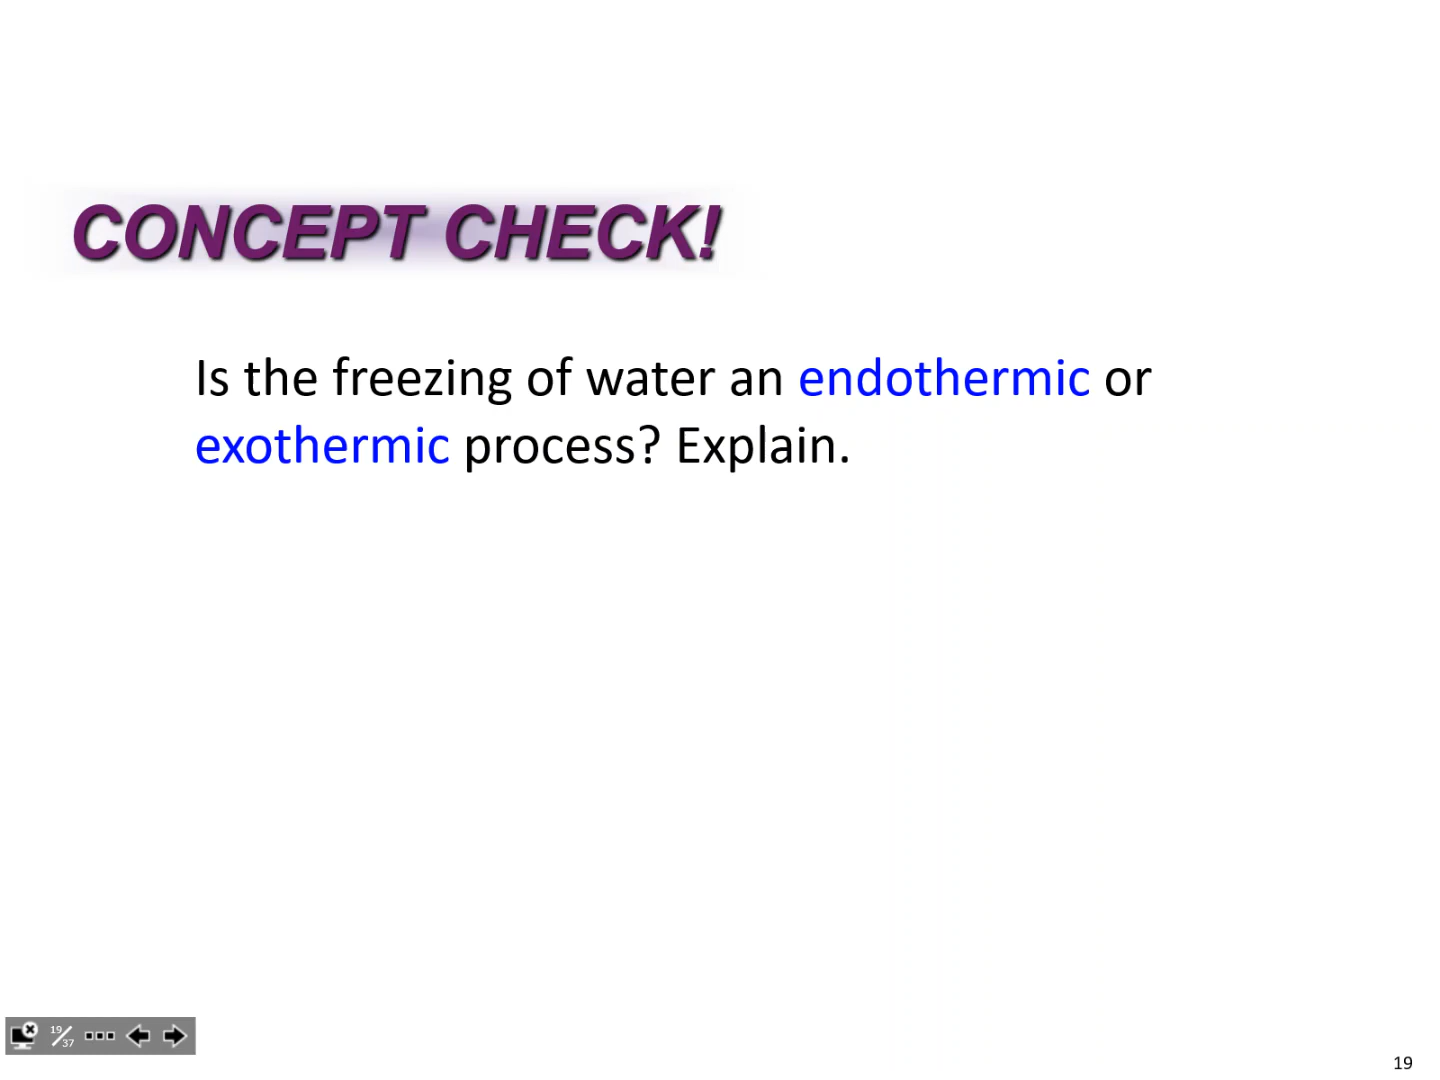 CONCEPT CHECK!
Is the freezing of water an endothermic or
exothermic process? Explain.
19/37
19